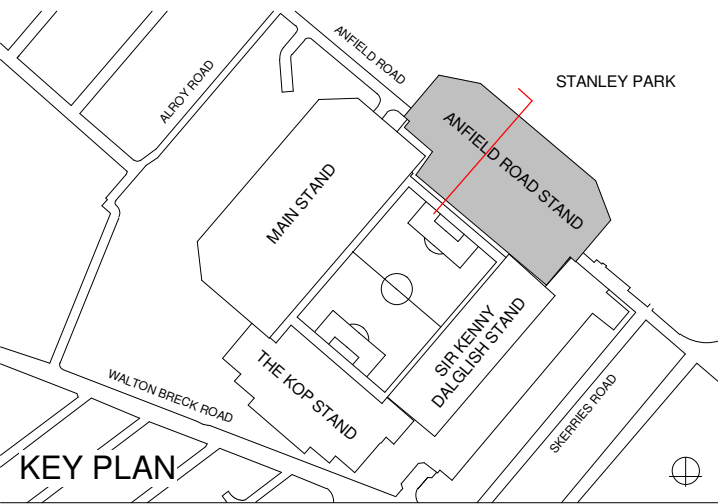 ANFIELD ROAD
STANLEY PARK
ALROY ROAD
ANFIELD ROAD STAND
MAIN STAND
SIR KENNY
DALGLISH STAND
THE KOP STAND
WALTON BRECK ROAD
SKERRIES ROAD
KEY PLAN